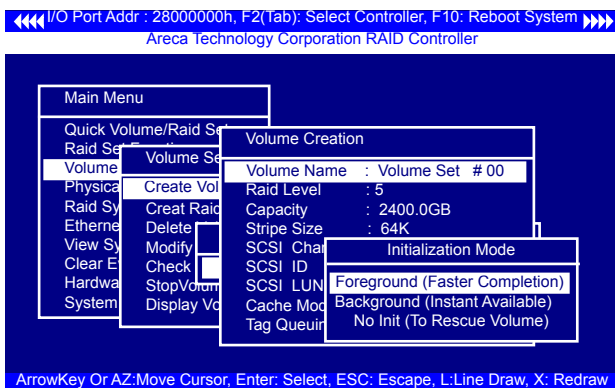 I/O Port Addr : 28000000h, F2(Tab): Select Controller, F10: Reboot System
Areca Technology Corporation RAID Controller
Main Menu
Quick Volume/Raid
Raid
Volume
Physica
Raid Sy
Etherne
View Sy
Clear
Hardwa
System
Volume Se
Create Vol
Creat Raid
Delete
Modify
Check
StopVolum
Display Vo
Volume Creation
Volume Name : Volume Set # 00
Raid Level : 5
Capacity : 2400.0GB
Stripe Size : 64K
SCSI Chan
SCSI ID
SCSI LUN
Cache Mod
Tag Queuin
Initialization Mode
Foreground (Faster Completion)
Background (Instant Available)
No Init (To Rescue Volume)
ArrowKey Or AZ:Move Cursor, Enter: Select, ESC: Escape, L:Line Draw, X: Redraw